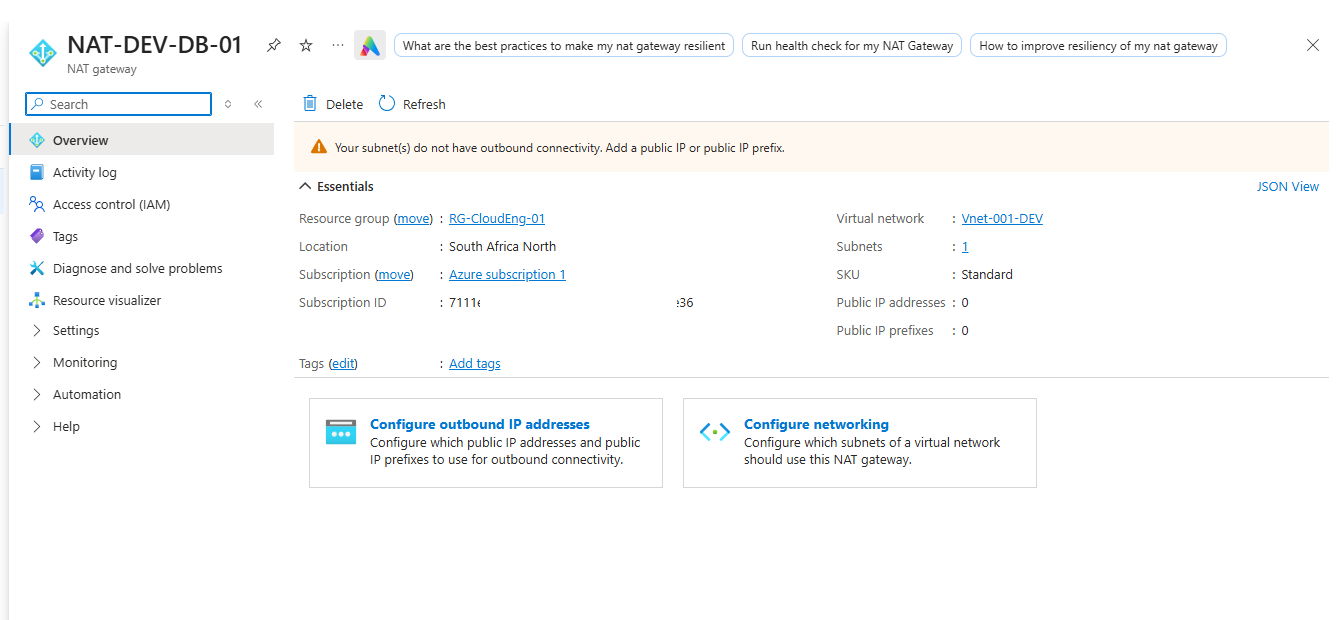 NAT-DEV-DB-01
NAT gateway
What are the best practices to make my nat gateway resilient
Run health check for my NAT Gateway
How to improve resiliency of my nat gateway
Search
Delete
Refresh
Overview
Activity log
Access control (IAM)
Tags
Diagnose and solve problems
Resource visualizer
Settings
Monitoring
Automation
Help
Your subnet(s) do not have outbound connectivity. Add a public IP or public IP prefix.
Essentials
JSON View
Resource group (move) : RG-CloudEng-01
Location : South Africa North
Subscription (move) : Azure subscription 1
Subscription ID : 7111 e36
Virtual network : Vnet-001-DEV
Subnets : 1
SKU : Standard
Public IP addresses : 0
Public IP prefixes : 0
Tags (edit) : Add tags
Configure outbound IP addresses
Configure which public IP addresses and public
IP prefixes to use for outbound connectivity.
Configure networking
Configure which subnets of a virtual network
should use this NAT gateway.